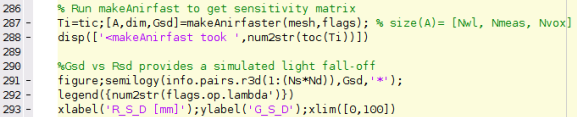 286 % Run makeAnirfast to get sensitivity matrix
287 - Ti=tic;[A,dim,Gsd]=makeAnirfaster(mesh,flags); % size(A)= [Nwl, Nmeas, Nvox]
288 - disp(['<makeAnirfast took ',num2str(toc(Ti))])
289
290 %Gsd vs Rsd provides a simulated light fall-off
291 - figure;semilogy(info.pairs.r3d(1:(Ns*Nd)),Gsd,'*');
292 - legend({num2str(flags.op.lambda')})
293 - xlabel('R_S_D [mm]');ylabel('G_S_D');xlim([0,100])